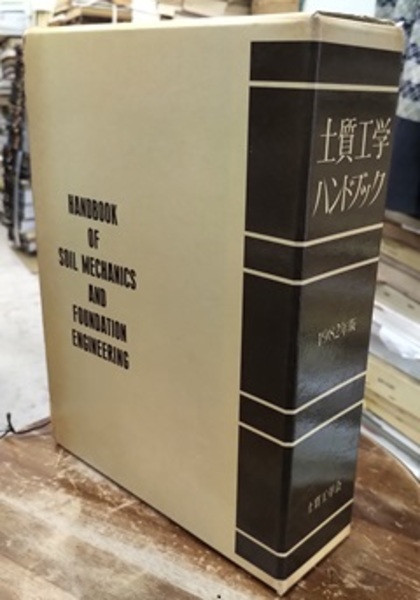 HANDBOOK
OF
SOIL MECHANICS
AND
FOUNDATION
ENGINEERING
土質工学
ハンドブック
1982年版
土質工学会